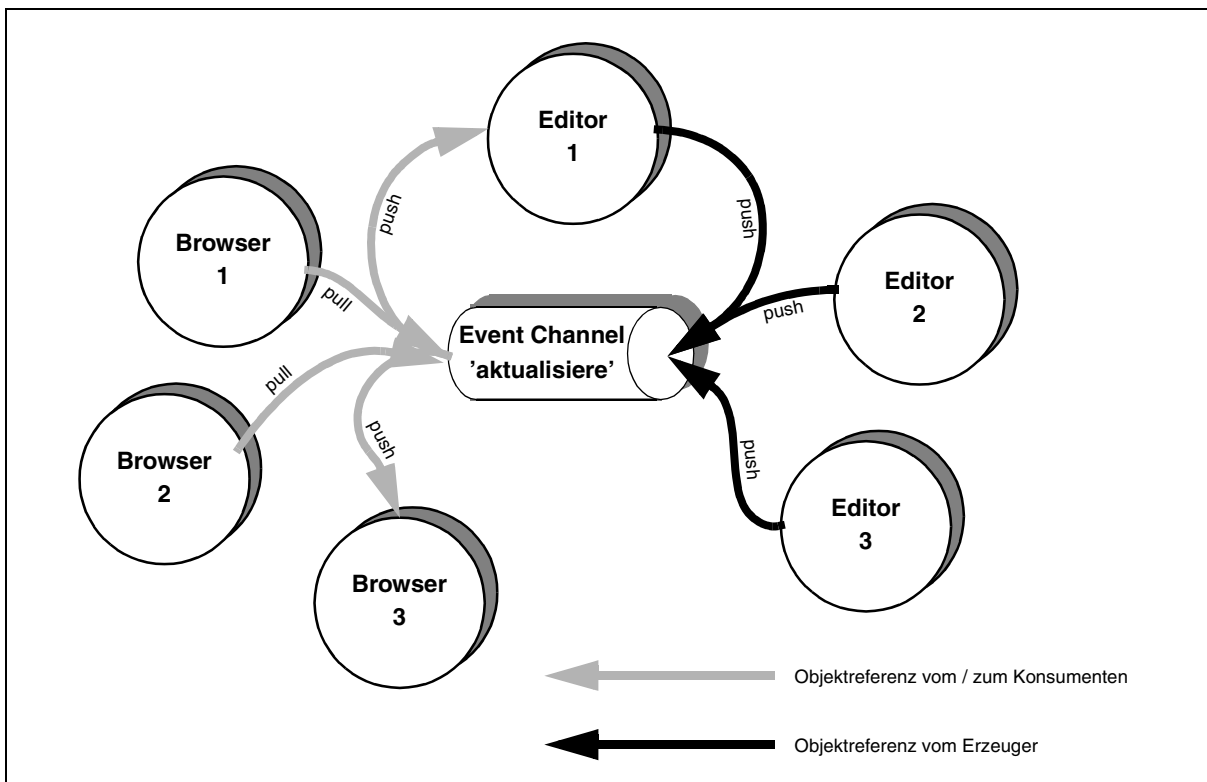 Editor
1
push
push
Browser
1
pull
Editor
2
push
Event Channel
'aktualisiere'
pull
push
push
Browser
2
Editor
3
Browser
3
Objektreferenz vom / zum Konsumenten
Objektreferenz vom Erzeuger